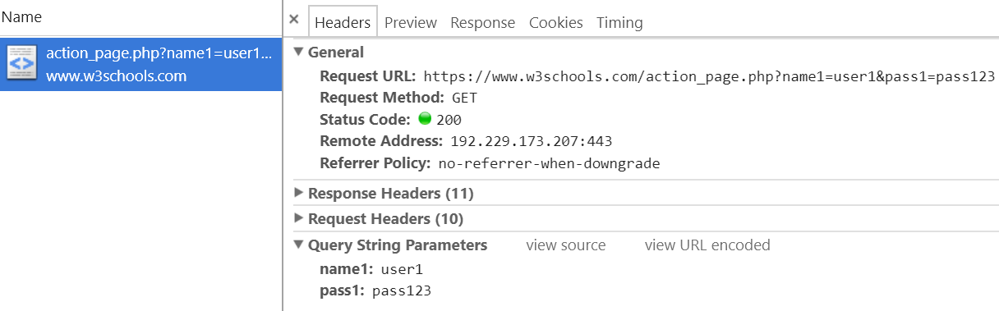 Name
action_page.php?name1=user1...
www.w3schools.com
× Headers Preview Response Cookies Timing
▼ General
Request URL: https://www.w3schools.com/action_page.php?name1=user1&pass1=pass123
Request Method: GET
Status Code: 200
Remote Address: 192.229.173.207:443
Referrer Policy: no-referrer-when-downgrade
▶ Response Headers (11)
▶ Request Headers (10)
▼ Query String Parameters view source view URL encoded
name1: user1
pass1: pass123